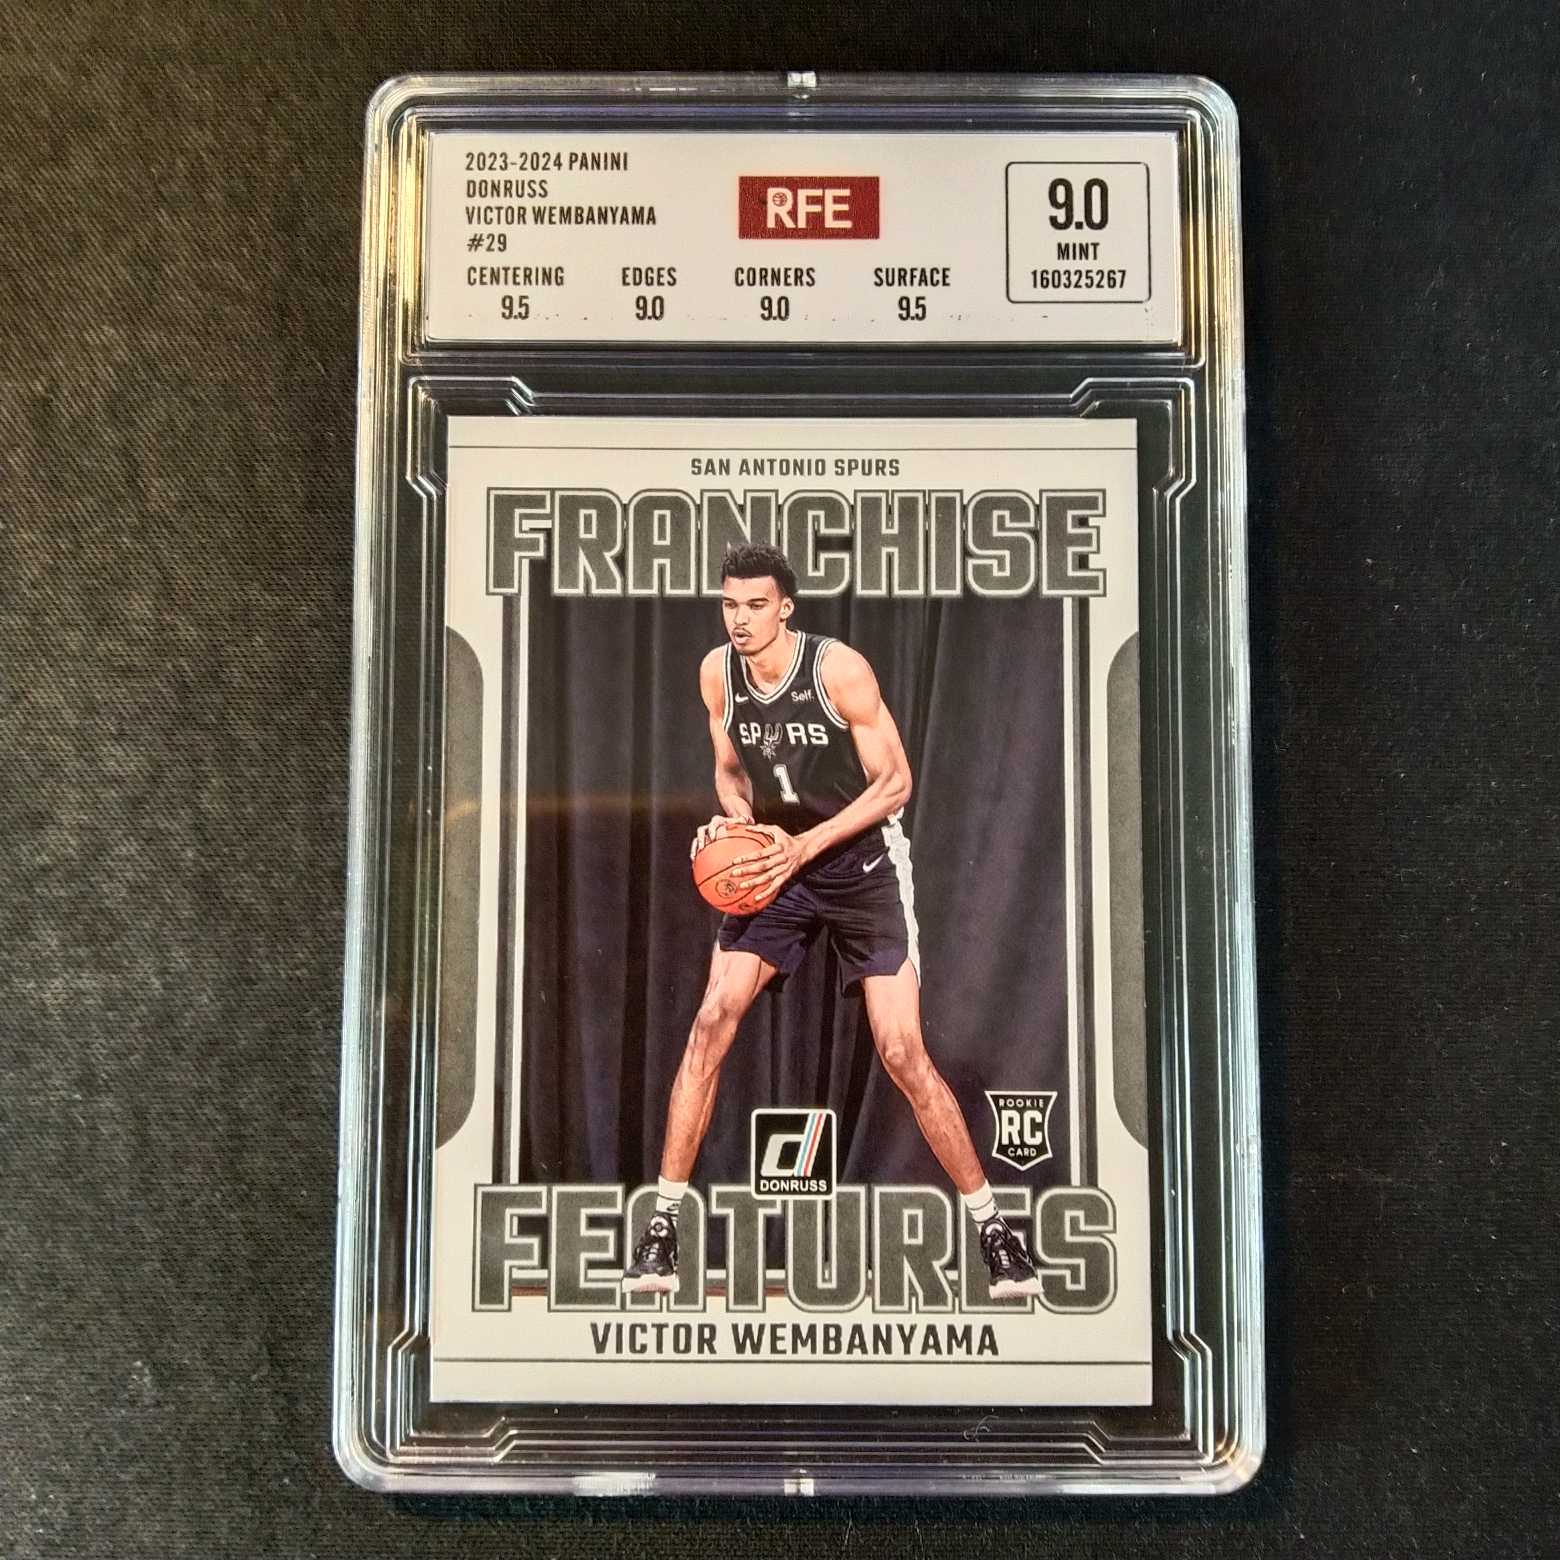 2023-2024 PANINI
DONRUSS
VICTOR WEMBANYAMA
#29
RFE
9.0
MINT
160325267
CENTERING EDGES CORNERS SURFACE
9.5 9.0 9.0 9.5
SAN ANTONIO SPURS
FRANCHISE
Self.
SPURS
1
ROOKIE
RC
CARD
d
DONRUSS
FEATURES
VICTOR WEMBANYAMA